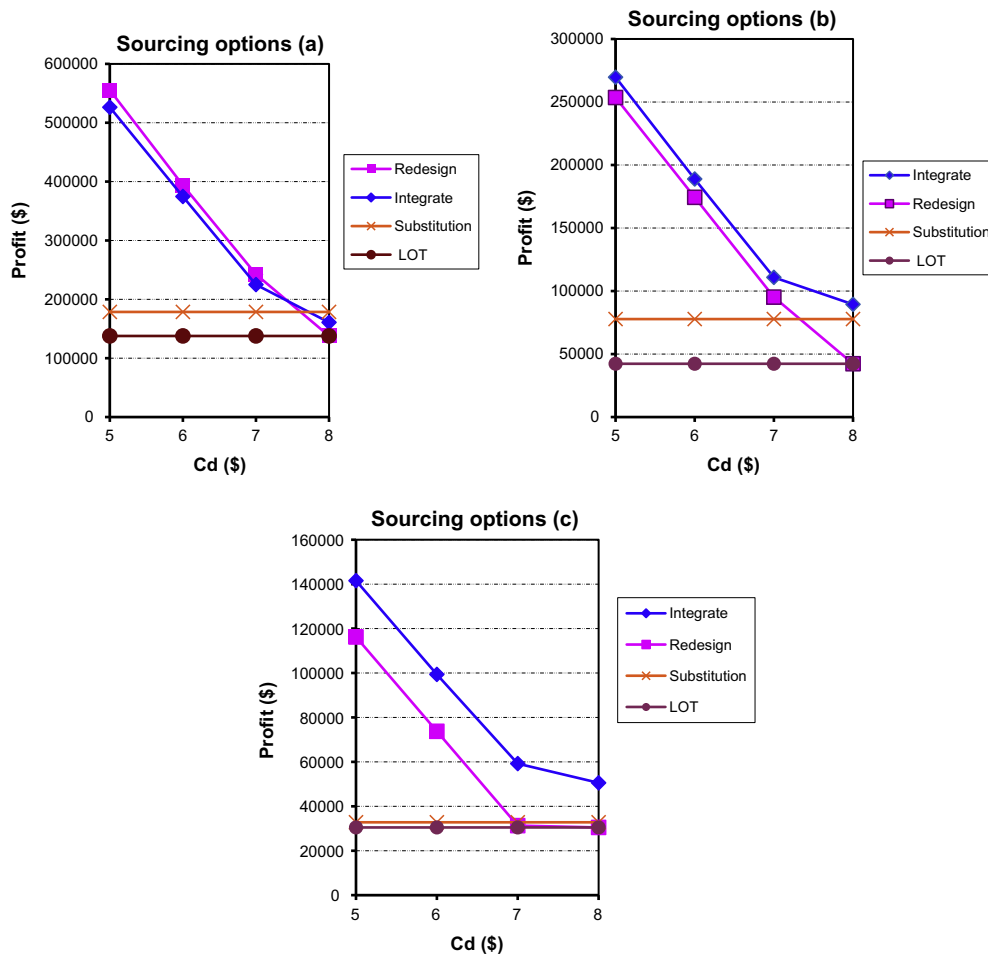 Sourcing options (a)
600000
500000
400000
300000
200000
100000
0
5 6 7 8
Profit ($)
Cd ($)
Redesign
Integrate
Substitution
LOT
Sourcing options (b)
300000
250000
200000
150000
100000
50000
0
5 6 7 8
Profit ($)
Cd ($)
Integrate
Redesign
Substitution
LOT
Sourcing options (c)
160000
140000
120000
100000
80000
60000
40000
20000
0
5 6 7 8
Profit ($)
Cd ($)
Integrate
Redesign
Substitution
LOT